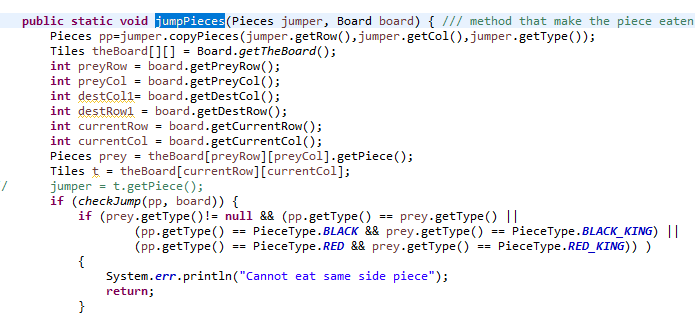 public static void jumpPieces(Pieces jumper, Board board) { /// method that make the piece eaten
Pieces pp=jumper.copyPieces(jumper.getRow(),jumper.getCol(),jumper.getType());
Tiles theBoard[][] = Board.getTheBoard();
int preyRow = board.getPreyRow();
int preyCol = board.getPreyCol();
int destCol1= board.getDestCol();
int destRow1 = board.getDestRow();
int currentRow = board.getCurrentRow();
int currentCol = board.getCurrentCol();
Pieces prey = theBoard[preyRow][preyCol].getPiece();
Tiles t = theBoard[currentRow][currentCol];
/ jumper = t.getPiece();
if (checkJump(pp, board)) {
if (prey.getType()!= null && (pp.getType() == prey.getType() ||
(pp.getType() == PieceType.BLACK && prey.getType() == PieceType.BLACK_KING) ||
(pp.getType() == PieceType.RED && prey.getType() == PieceType.RED_KING)) )
{
System.err.println("Cannot eat same side piece");
return;
}